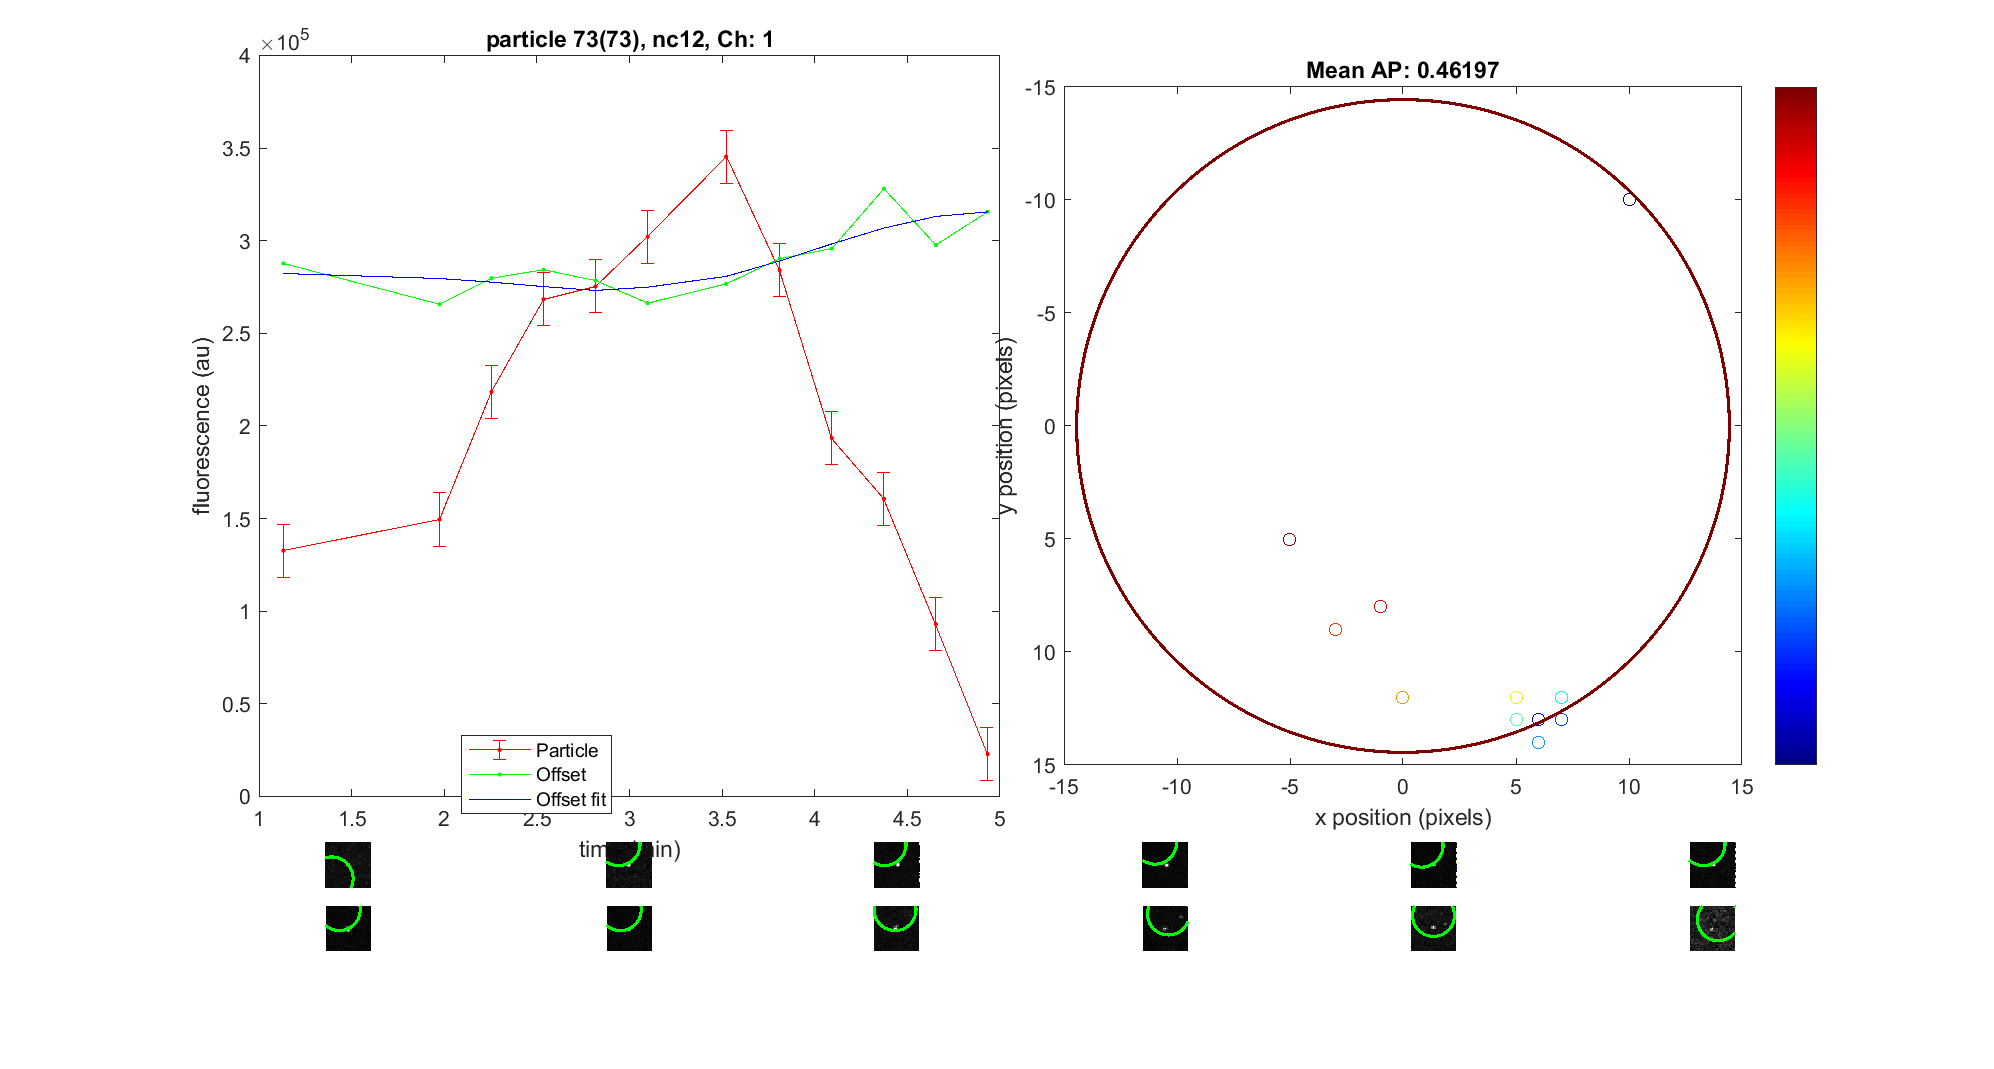 particle 73(73), nc12, Ch: 1
×10⁵
4
3.5
3
2.5
2
1.5
1
0.5
0
fluorescence (au)
1 1.5 2 2.5 3 3.5 4 4.5 5
Particle
Offset
Offset fit
Mean AP: 0.46197
-15
-10
-5
0
5
10
15
y position (pixels)
-15 -10 -5 0 5 10 15
x position (pixels)